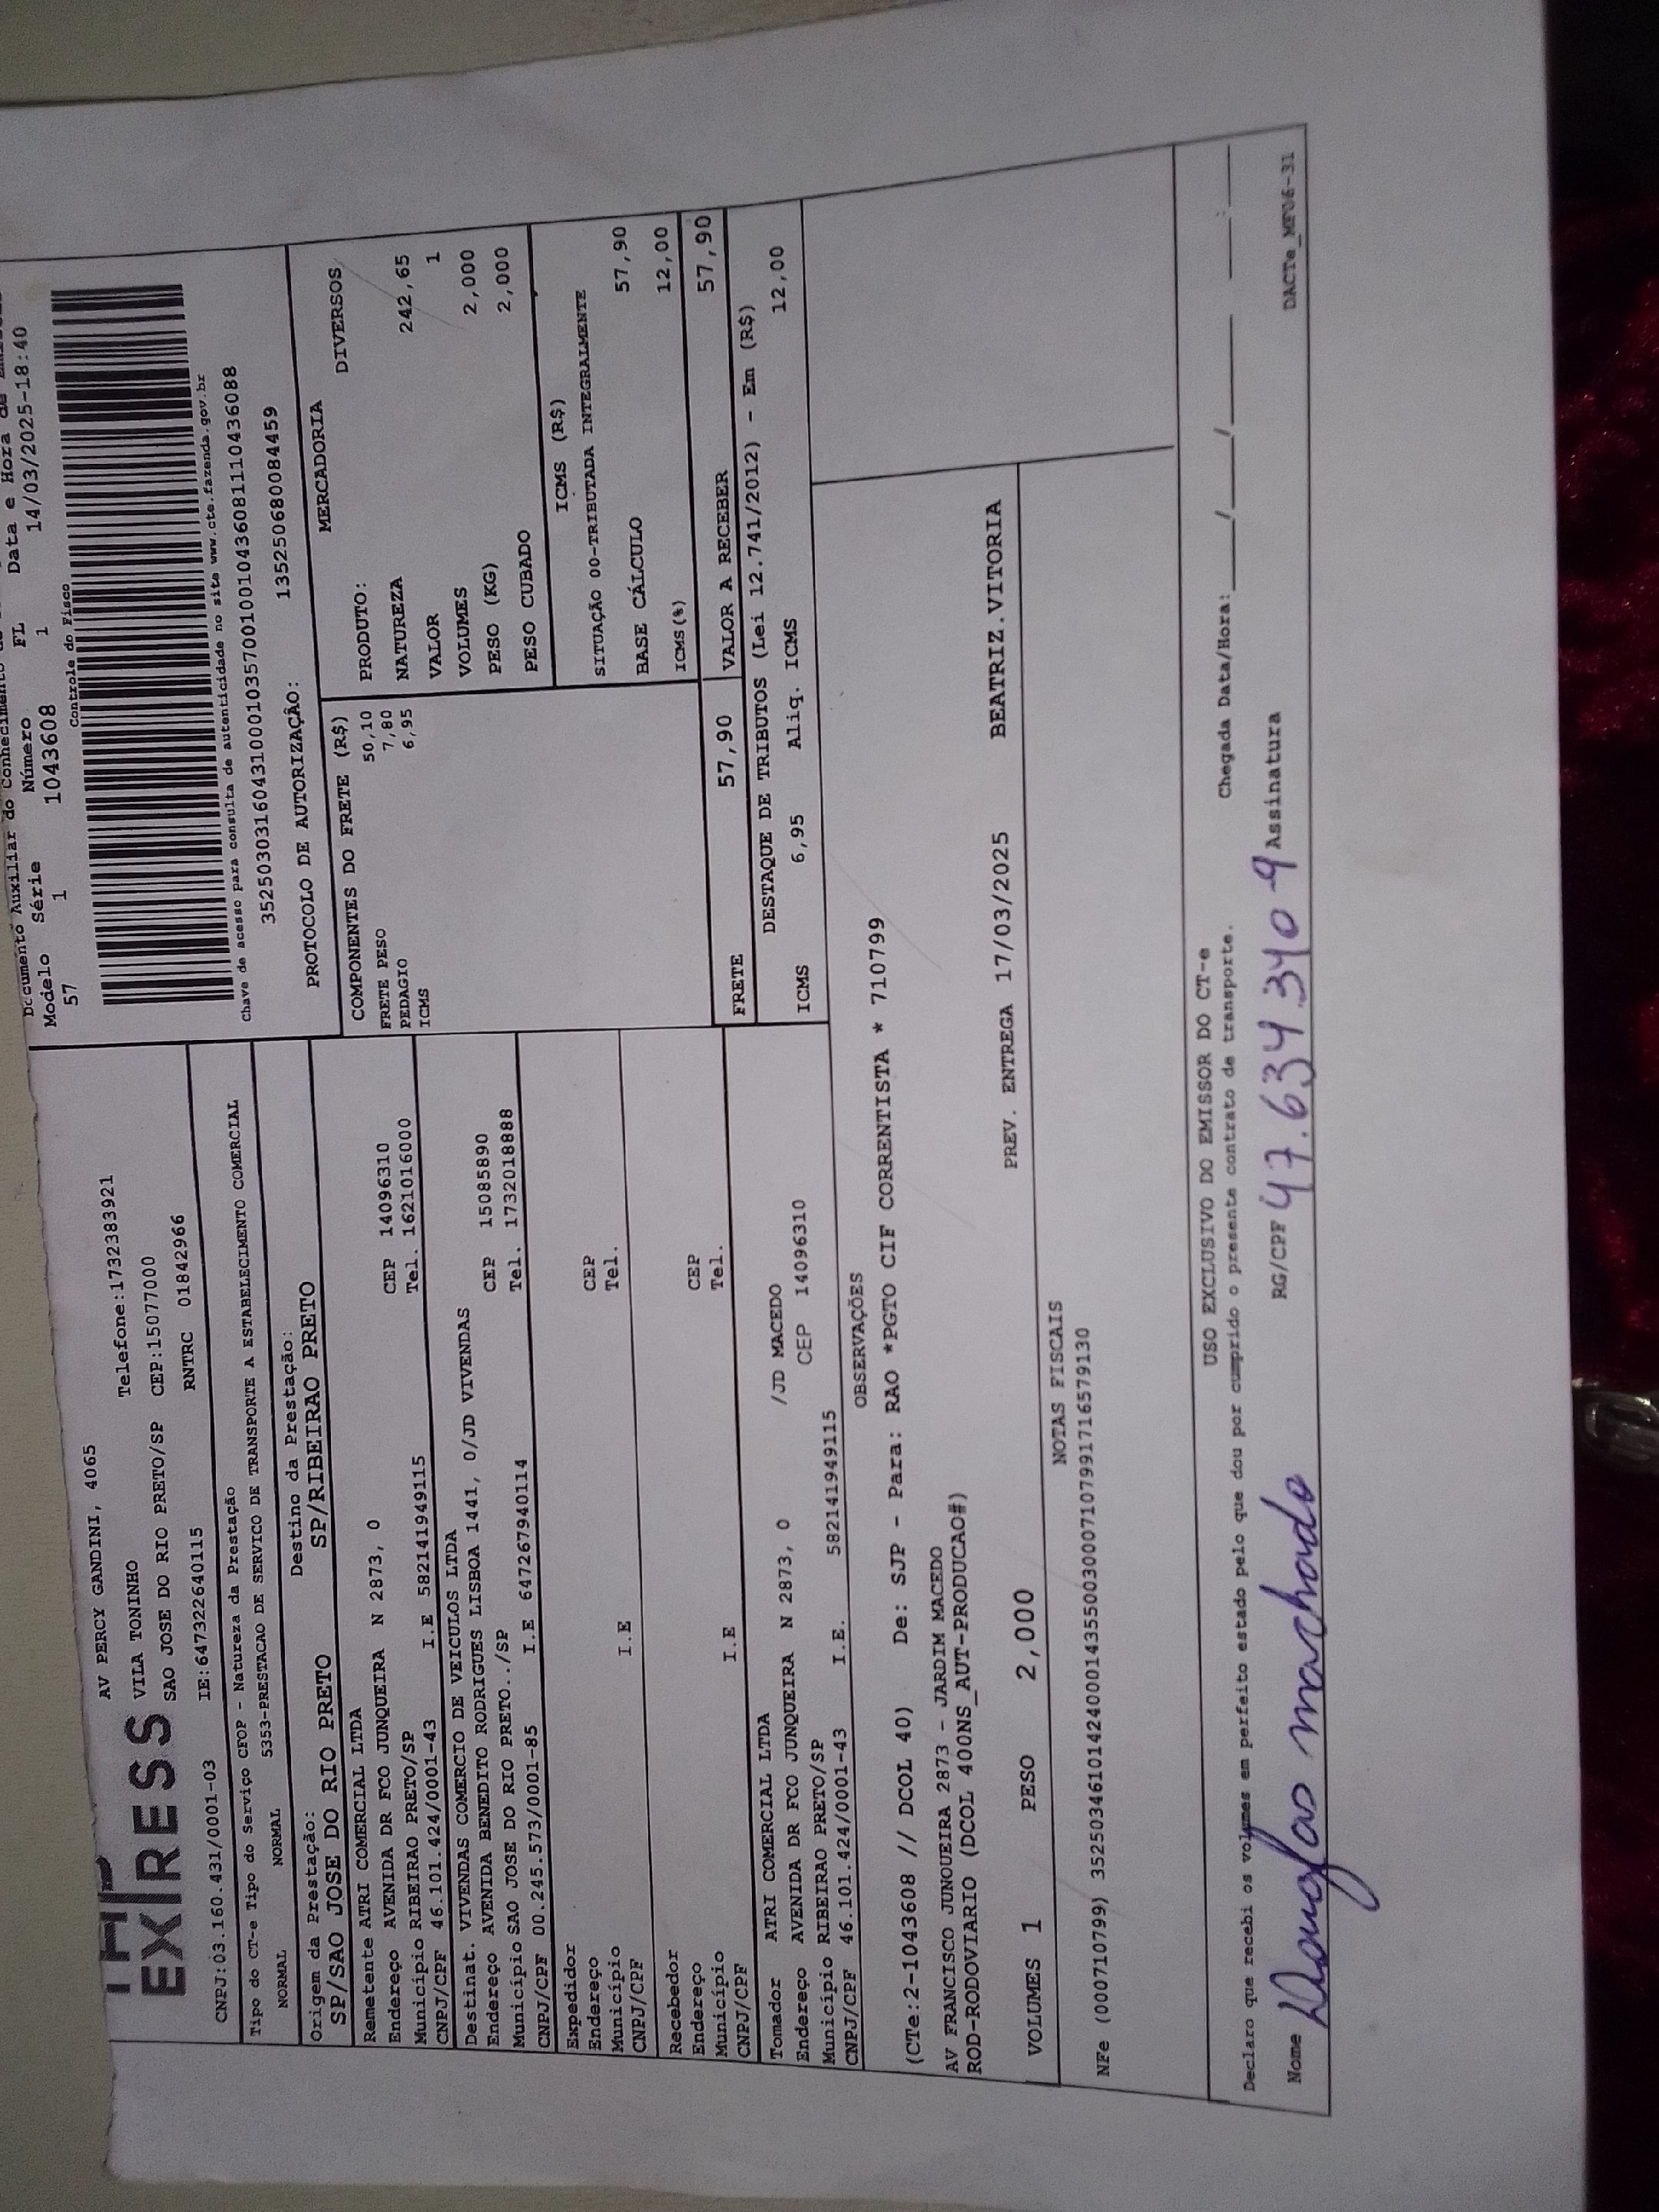 EXPRESS
AV PERCY GANDINI, 4065
VILA TONINHO Telefone:1732383921
SAO JOSE DO RIO PRETO/SP CEP:15077000
CNPJ:03.160.431/0001-03 IE:647322640115 RNTRC 01842966
Tipo do CT-e Tipo do Serviço CFOP - Natureza da Prestação
NORMAL NORMAL 5353-PRESTACAO DE SERVICO DE TRANSPORTE A ESTABELECIMENTO COMERCIAL
Origem da Prestação: Destino da Prestação:
SP/SAO JOSE DO RIO PRETO SP/RIBEIRAO PRETO
Documento Auxiliar do Conhecimento
Modelo Série Número FL Data e Hora de
57 1 1043608 1 14/03/2025-18:40
Controle do Fisco
Chave de acesso para consulta de autenticidade no site www.cte.fazenda.gov.br
35250303160431000103570010010436081110436088
PROTOCOLO DE AUTORIZAÇÃO: 135250680084459
Remetente ATRI COMERCIAL LTDA
Endereço AVENIDA DR FCO JUNQUEIRA N 2873, 0 CEP 14096310
Município RIBEIRAO PRETO/SP Tel. 1621016000
CNPJ/CPF 46.101.424/0001-43 I.E 582141949115
Destinat. VIVENDAS COMERCIO DE VEICULOS LTDA
Endereço AVENIDA BENEDITO RODRIGUES LISBOA 1441, 0/JD VIVENDAS
Município SAO JOSE DO RIO PRETO../SP CEP 15085890
CNPJ/CPF 00.245.573/0001-85 I.E 647267940114 Tel. 1732018888
Expedidor
Endereço CEP
Município Tel.
CNPJ/CPF I.E
Recebedor
Endereço CEP
Município Tel.
CNPJ/CPF I.E
Tomador ATRI COMERCIAL LTDA
Endereço AVENIDA DR FCO JUNQUEIRA N 2873, 0 /JD MACEDO
Município RIBEIRAO PRETO/SP CEP 14096310
CNPJ/CPF 46.101.424/0001-43 I.E. 582141949115
COMPONENTES DO FRETE (R$)
FRETE PESO 50,10
PEDAGIO 7,80
ICMS 6,95
MERCADORIA
PRODUTO: DIVERSOS
NATUREZA
VALOR 242,65
VOLUMES 1
PESO (KG) 2,000
PESO CUBADO 2,000
ICMS (R$)
SITUAÇÃO 00-TRIBUTADA INTEGRALMENTE
BASE CÁLCULO 57,90
ICMS(%) 12,00
FRETE 57,90 VALOR A RECEBER 57,90
DESTAQUE DE TRIBUTOS (Lei 12.741/2012) - Em (R$)
ICMS 6,95 Aliq. ICMS 12,00
OBSERVAÇÕES
(CTe:2-1043608 // DCOL 40) De: SJP - Para: RAO *PGTO CIF CORRENTISTA * 710799
AV FRANCISCO JUNQUEIRA 2873 - JARDIM MACEDO
ROD-RODOVIARIO (DCOL 400NS_AUT-PRODUCAO#)
PREV. ENTREGA 17/03/2025 BEATRIZ.VITORIA
VOLUMES 1 PESO 2,000
NOTAS FISCAIS
NFe (000710799) 35250346101424000143550030007107991716579130
USO EXCLUSIVO DO EMISSOR DO CT-e
Declaro que recebi os volumes em perfeito estado pelo que dou por cumprido o presente contrato de transporte. Chegada Data/Hora:____/____/____ ____:____
Nome Douglas machado RG/CPF 47.634.340-9 Assinatura
DACTe_MF06-31